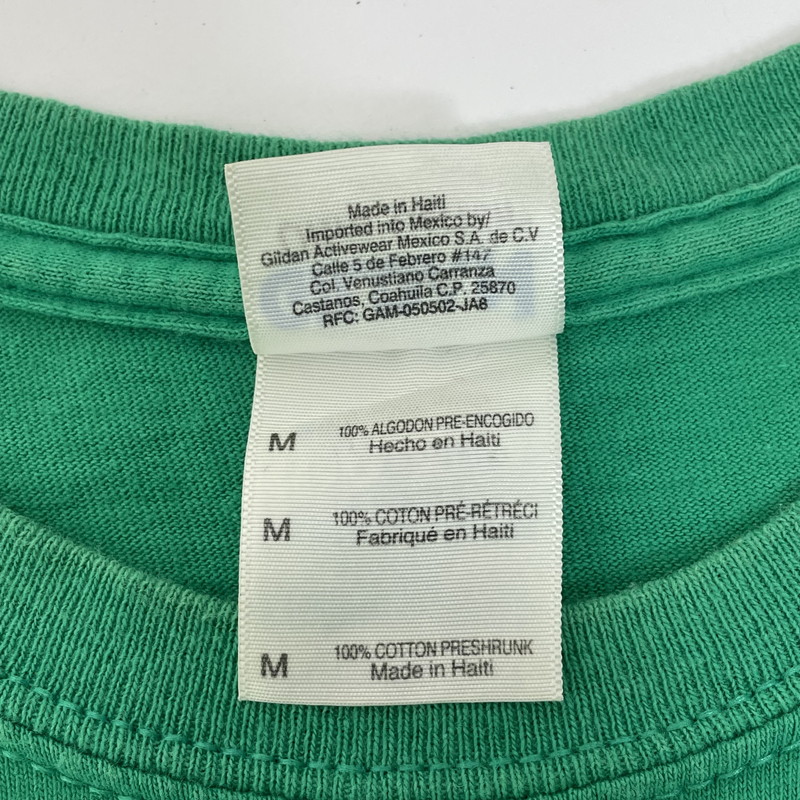 Made in Haiti
Imported into Mexico by/
Gildan Activewear Mexico S.A. de C.V
Calle 5 de Febrero #147
Col. Venustiano Carranza
Castanos, Coahuila C.P. 25870
RFC: GAM-050502-JA8
M 100% ALGODON PRE-ENCOGIDO
Hecho en Haiti
M 100% COTON PRÉ-RÉTRÉCI
Fabriqué en Haiti
M 100% COTTON PRESHRUNK
Made in Haiti